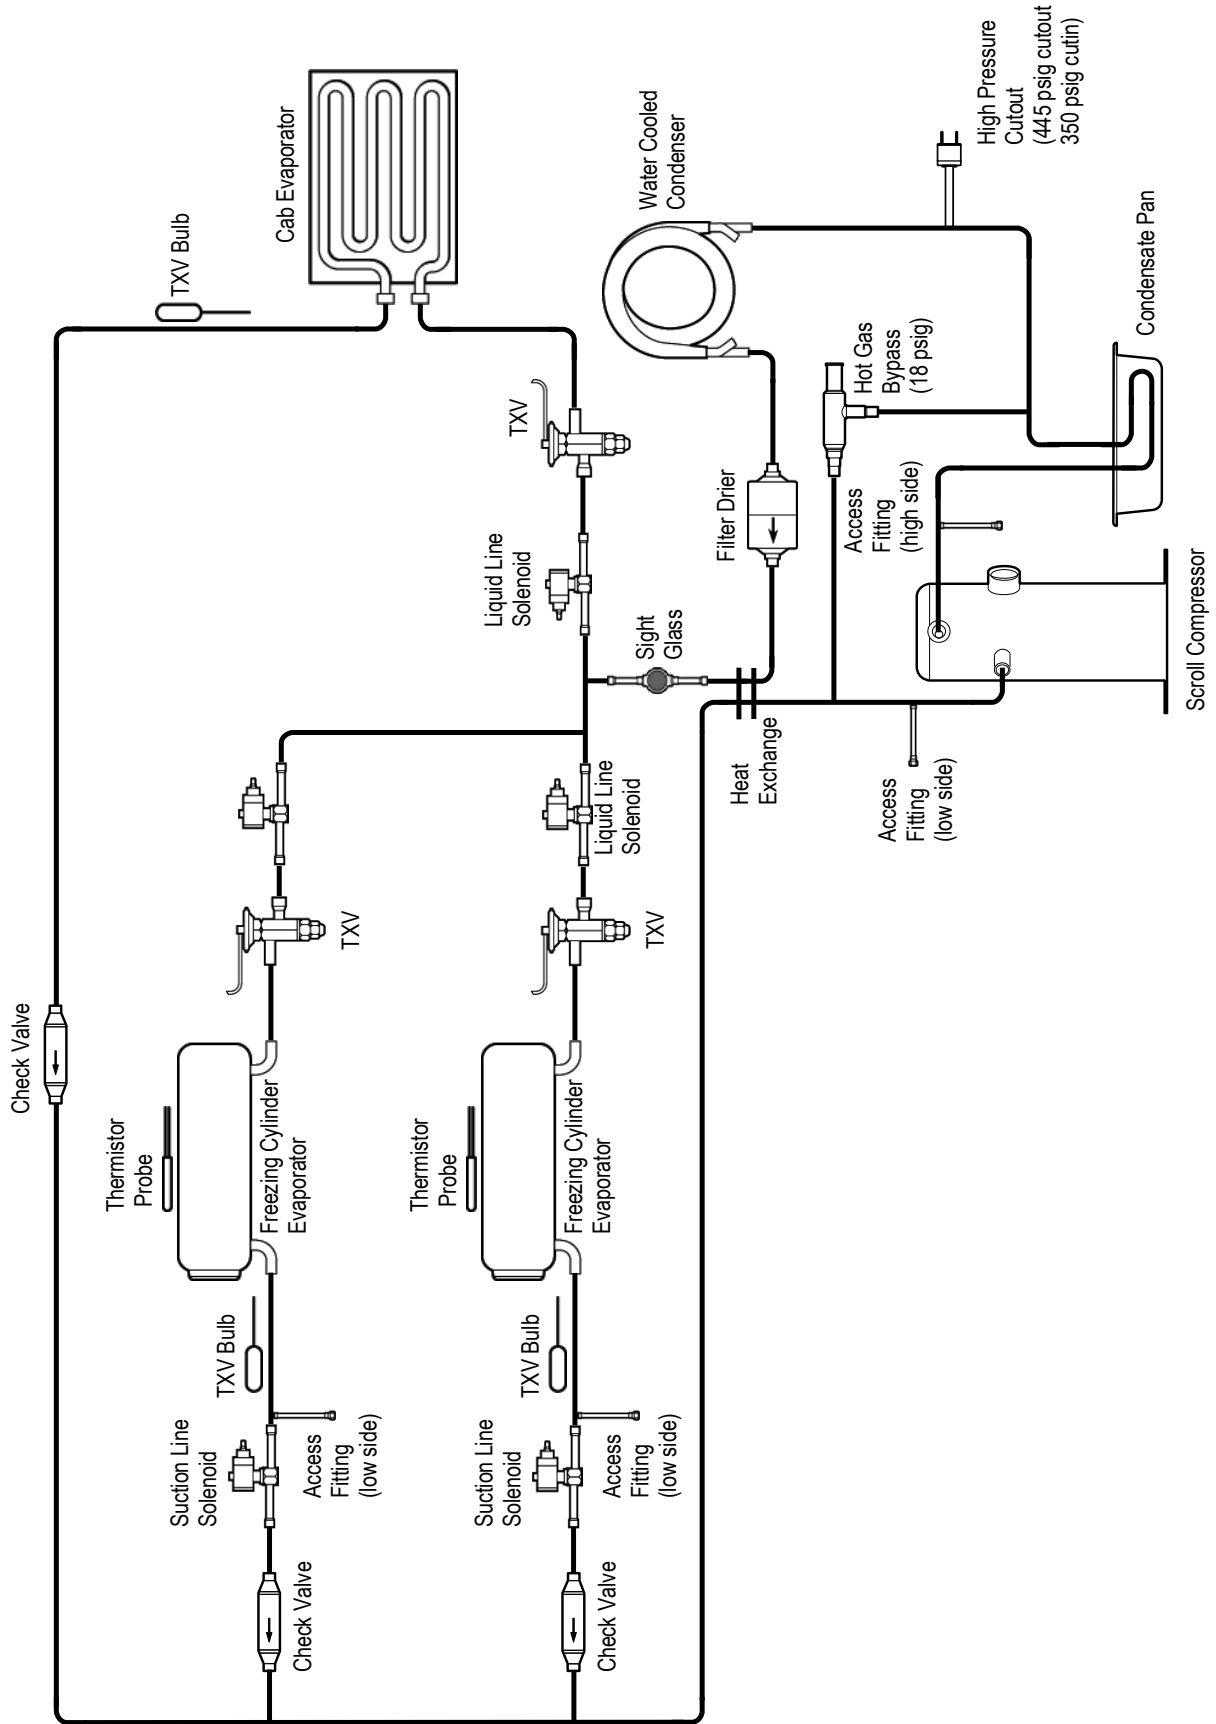 Check Valve
Thermistor
Probe
Freezing Cylinder
Evaporator
TXV Bulb
Suction Line
Solenoid
Access
Fitting
(low side)
Check Valve
TXV
Thermistor
Probe
Freezing Cylinder
Evaporator
TXV Bulb
Suction Line
Solenoid
Access
Fitting
(low side)
Check Valve
TXV
Liquid Line
Solenoid
TXV Bulb
Cab Evaporator
TXV
Liquid Line
Solenoid
Sight
Glass
Heat
Exchange
Water Cooled
Condenser
Filter Drier
Hot Gas
Bypass
(18 psig)
Access
Fitting
(high side)
Access
Fitting
(low side)
High Pressure
Cutout
(445 psig cutout
350 psig cutin)
Condensate Pan
Scroll Compressor